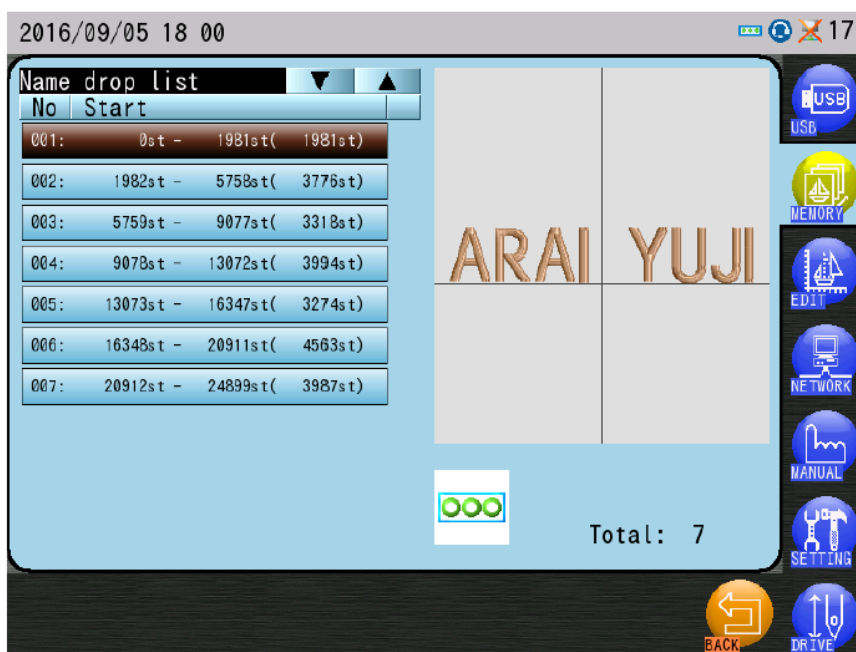 2016/09/05 18 00
17
Name drop list ▼ ▲
No Start
001: 0st - 1981st( 1981st)
002: 1982st - 5758st( 3776st)
003: 5759st - 9077st( 3318st)
004: 9078st - 13072st( 3994st)
005: 13073st - 16347st( 3274st)
006: 16348st - 20911st( 4563st)
007: 20912st - 24899st( 3987st)
ARAI YUJI
Total: 7
USB
USB
MEMORY
EDIT
NETWORK
MANUAL
SETTING
BACK
DRIVE